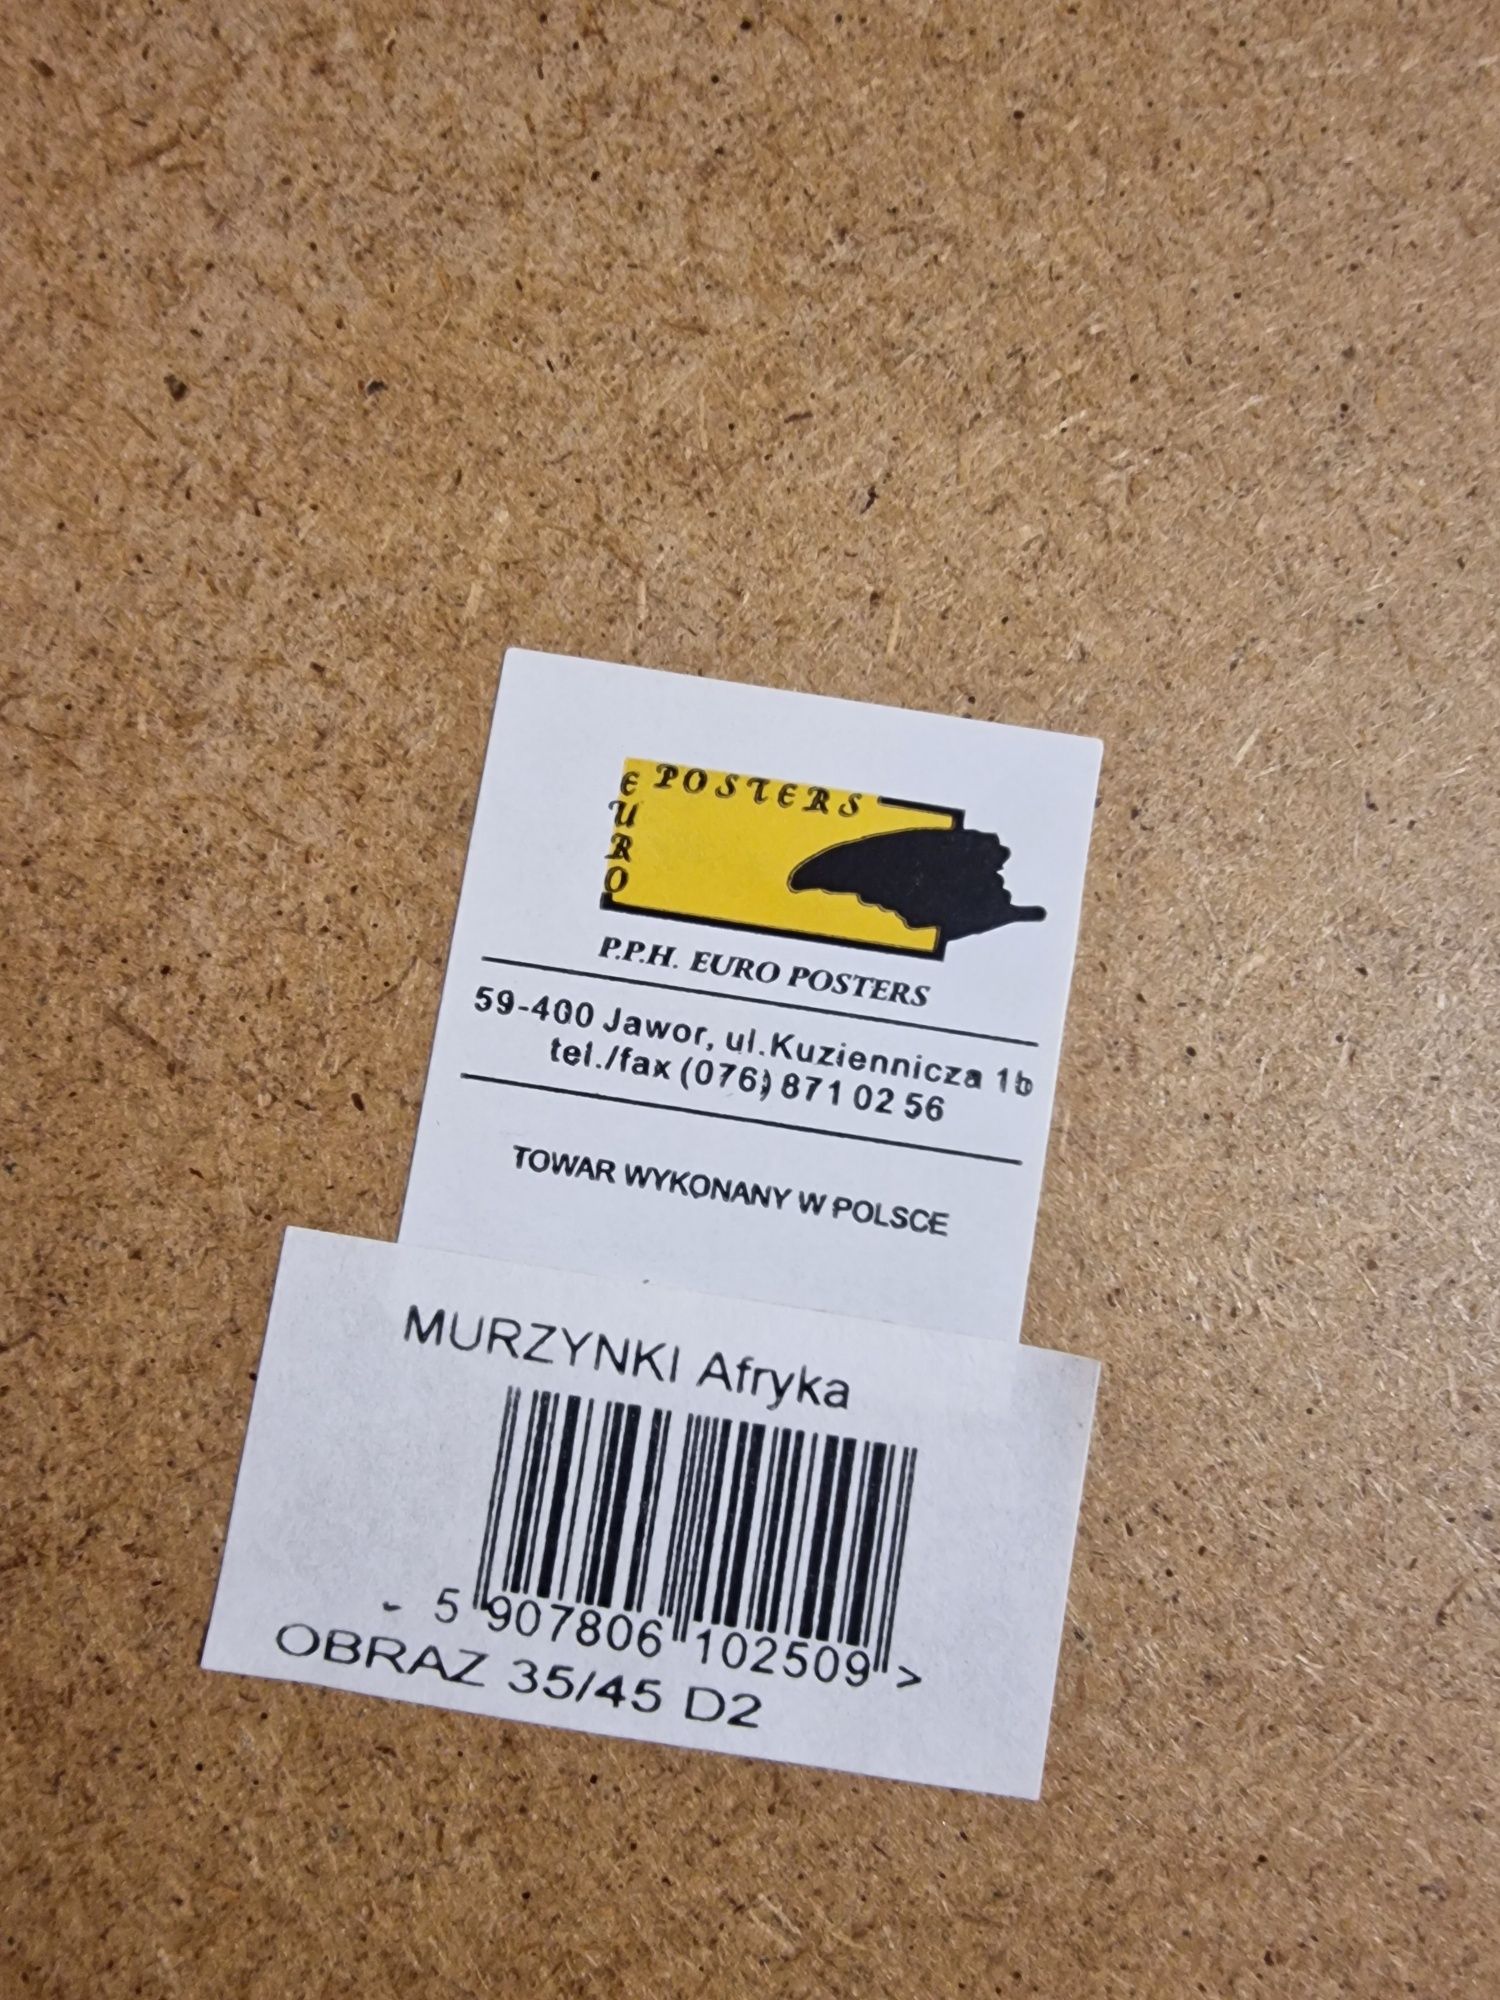 POSTERS
EURO
P.P.H. EURO POSTERS
59-400 Jawor, ul.Kuziennicza 1b
tel./fax (076) 871 02 56
TOWAR WYKONANY W POLSCE
MURZYNKI Afryka
5 907806 102509 >
OBRAZ 35/45 D2